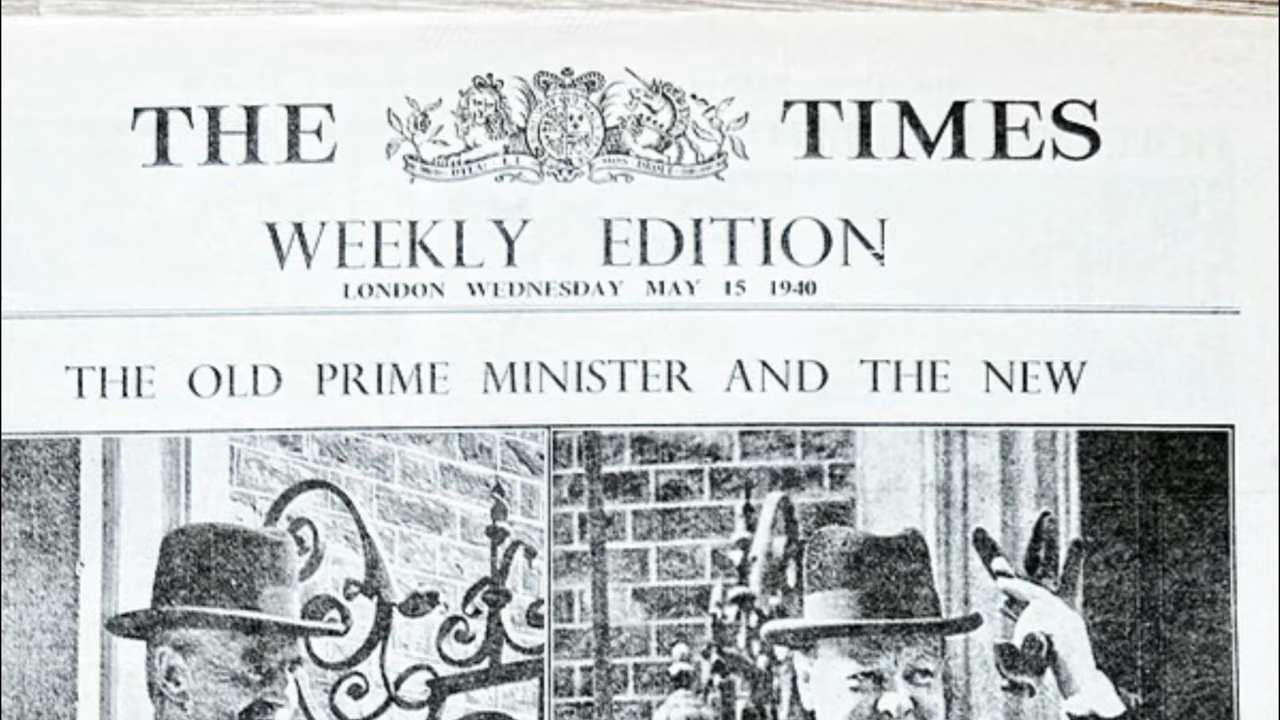 THE TIMES
WEEKLY EDITION
LONDON WEDNESDAY MAY 15 1940
THE OLD PRIME MINISTER AND THE NEW